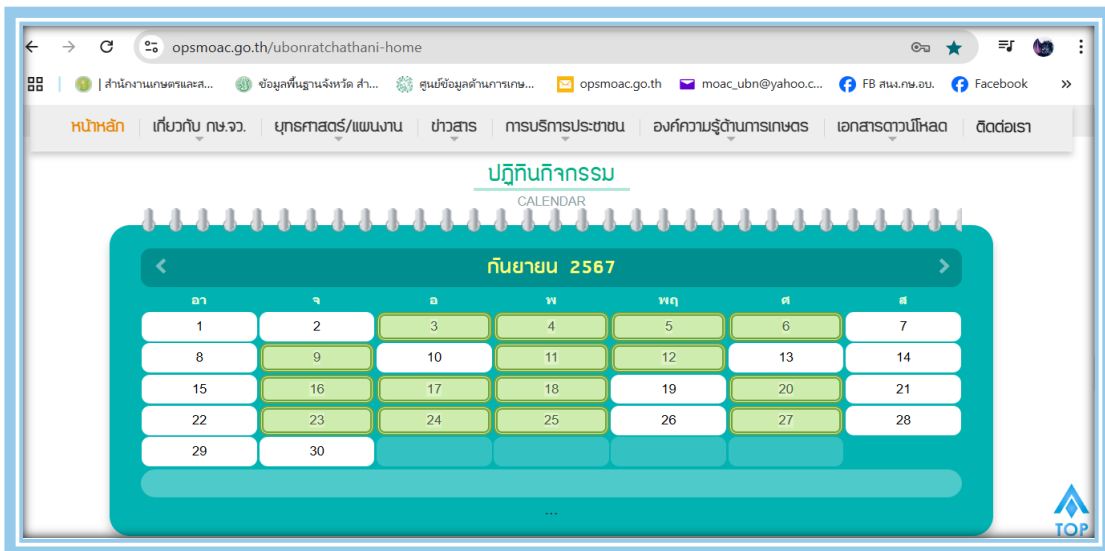 opsmoac.go.th/ubonratchathani-home
| สำนักงานเกษตรและส... ข้อมูลพื้นฐานจังหวัด สำ... ศูนย์ข้อมูลด้านการเกษ... opsmoac.go.th moac_ubn@yahoo.c... FB สนง.กษ.อบ. Facebook »
หน้าหลัก เกี่ยวกับ กษ.จว. ยุทธศาสตร์/แผนงาน ข่าวสาร การบริการประชาชน องค์ความรู้ด้านการเกษตร เอกสารดาวน์โหลด ติดต่อเรา
ปฏิทินกิจกรรม
CALENDAR
กันยายน 2567
อา จ อ พ พฤ ศ ส
1 2 3 4 5 6 7
8 9 10 11 12 13 14
15 16 17 18 19 20 21
22 23 24 25 26 27 28
29 30
...
TOP